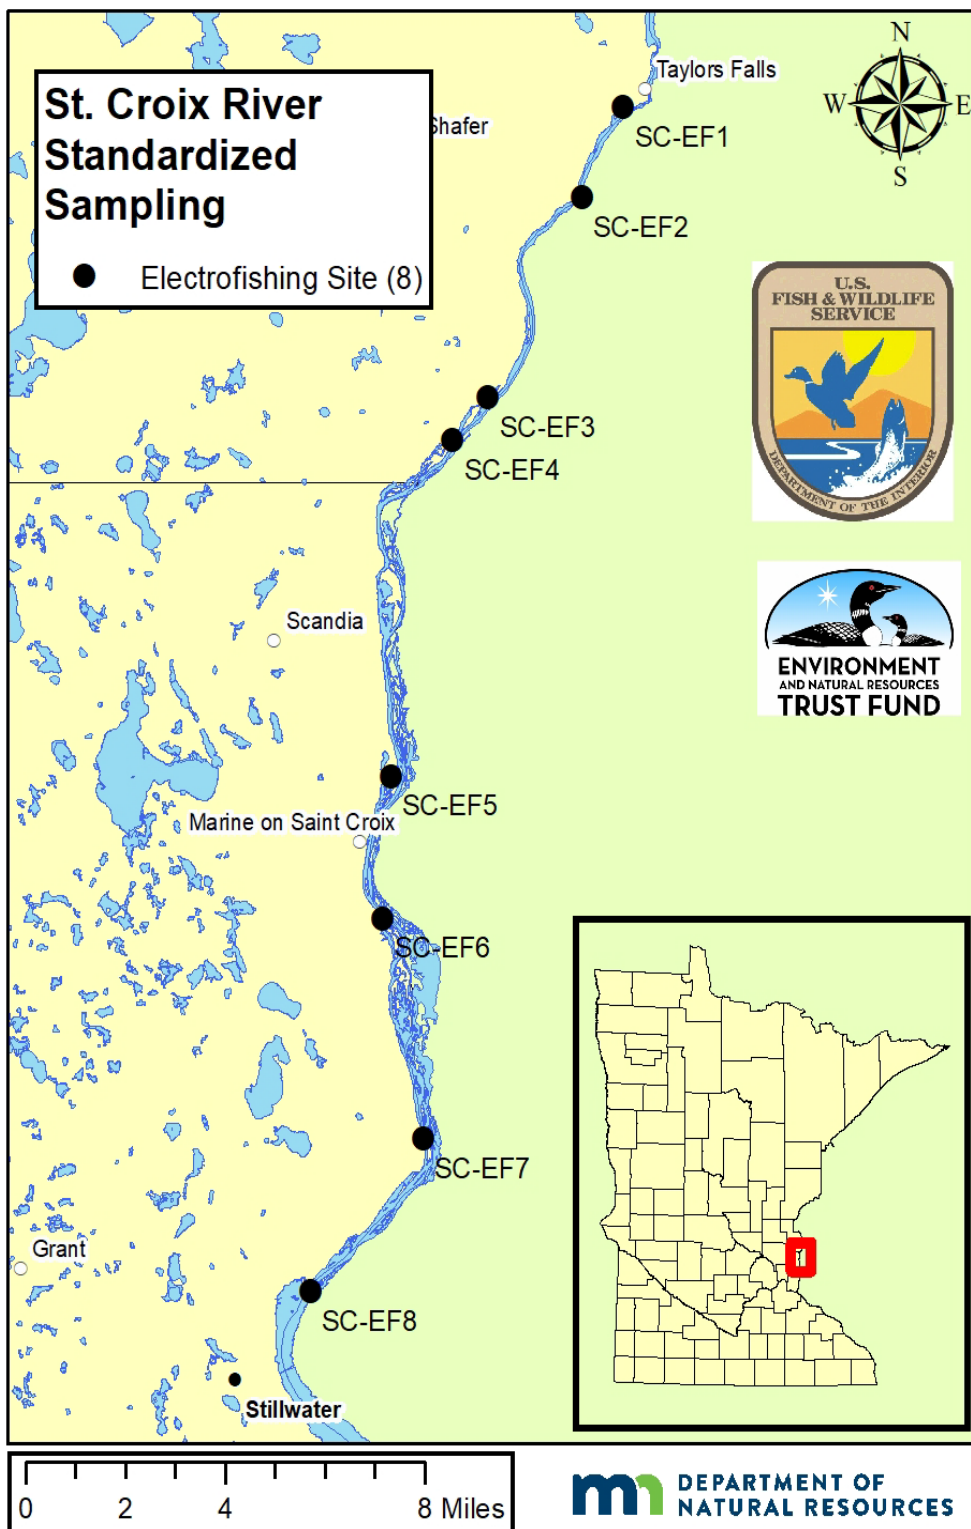 St. Croix River
Standardized
Sampling
Electrofishing Site (8)
Taylors Falls
Shafer
N
W
E
S
SC-EF1
SC-EF2
U.S.
FISH & WILDLIFE
SERVICE
DEPARTMENT OF THE INTERIOR
SC-EF3
SC-EF4
Scandia
ENVIRONMENT
AND NATURAL RESOURCES
TRUST FUND
SC-EF5
Marine on Saint Croix
SC-EF6
SC-EF7
Grant
SC-EF8
Stillwater
0 2 4 8 Miles
mn DEPARTMENT OF
NATURAL RESOURCES